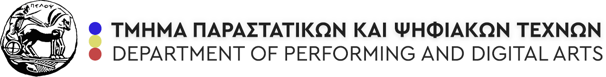 ΤΜΗΜΑ ΠΑΡΑΣΤΑΤΙΚΩΝ ΚΑΙ ΨΗΦΙΑΚΩΝ ΤΕΧΝΩΝ
DEPARTMENT OF PERFORMING AND DIGITAL ARTS